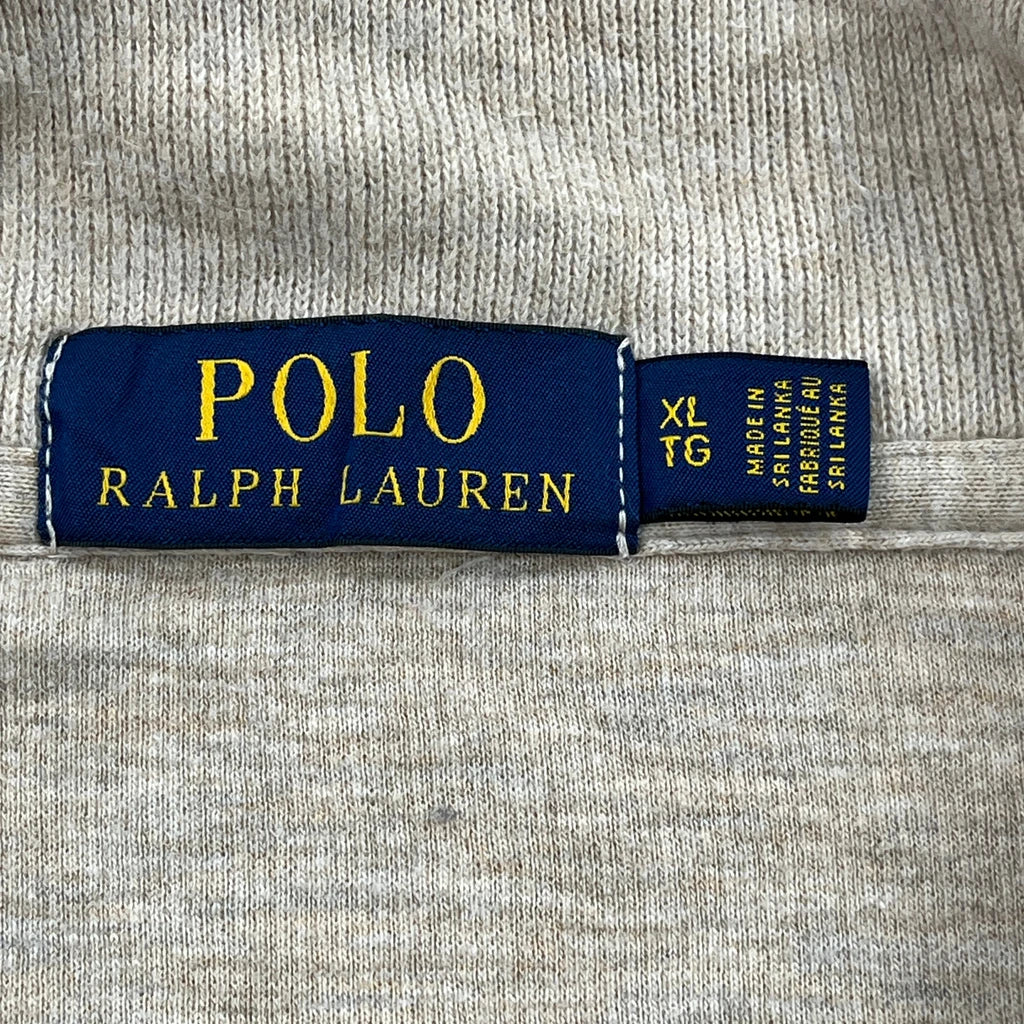 POLO
RALPH LAUREN
XL
TG
MADE IN
SRI LANKA
FABRIQUÉ AU
SRI LANKA